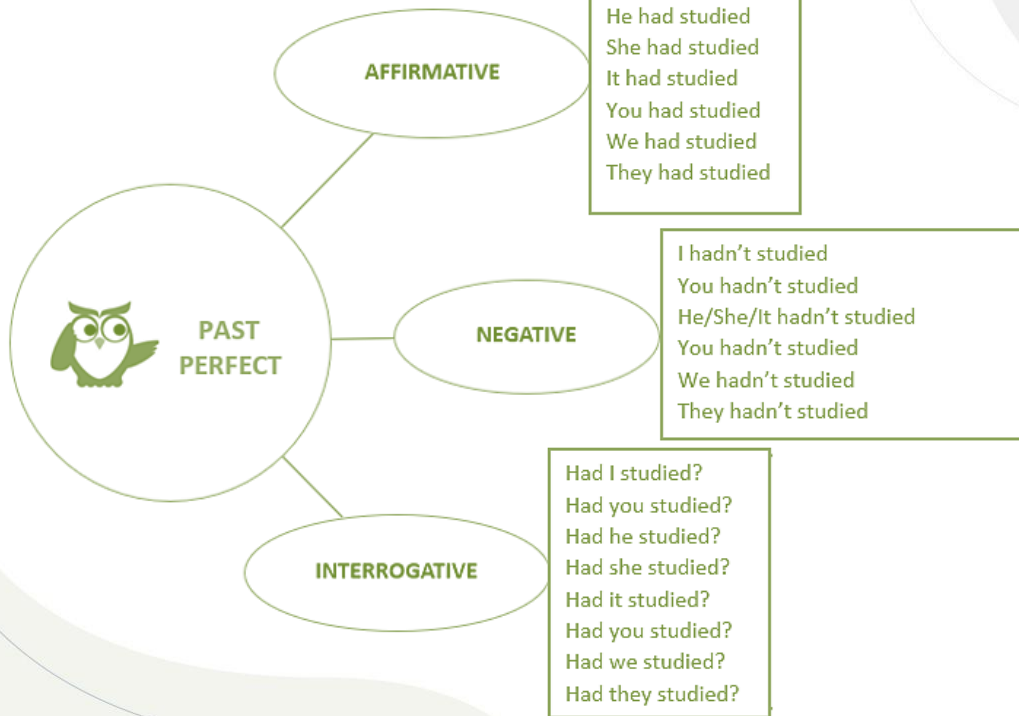 PAST
PERFECT
AFFIRMATIVE
He had studied
She had studied
It had studied
You had studied
We had studied
They had studied
NEGATIVE
I hadn’t studied
You hadn’t studied
He/She/It hadn’t studied
You hadn’t studied
We hadn’t studied
They hadn’t studied
INTERROGATIVE
Had I studied?
Had you studied?
Had he studied?
Had she studied?
Had it studied?
Had you studied?
Had we studied?
Had they studied?